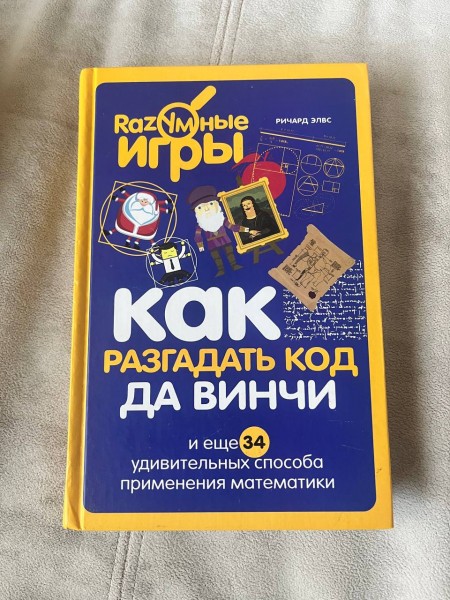 RazУМные
игры
РИЧАРД ЭЛВС
как
РАЗГАДАТЬ КОД
ДА ВИНЧИ
и еще 34
удивительных способа
применения математики